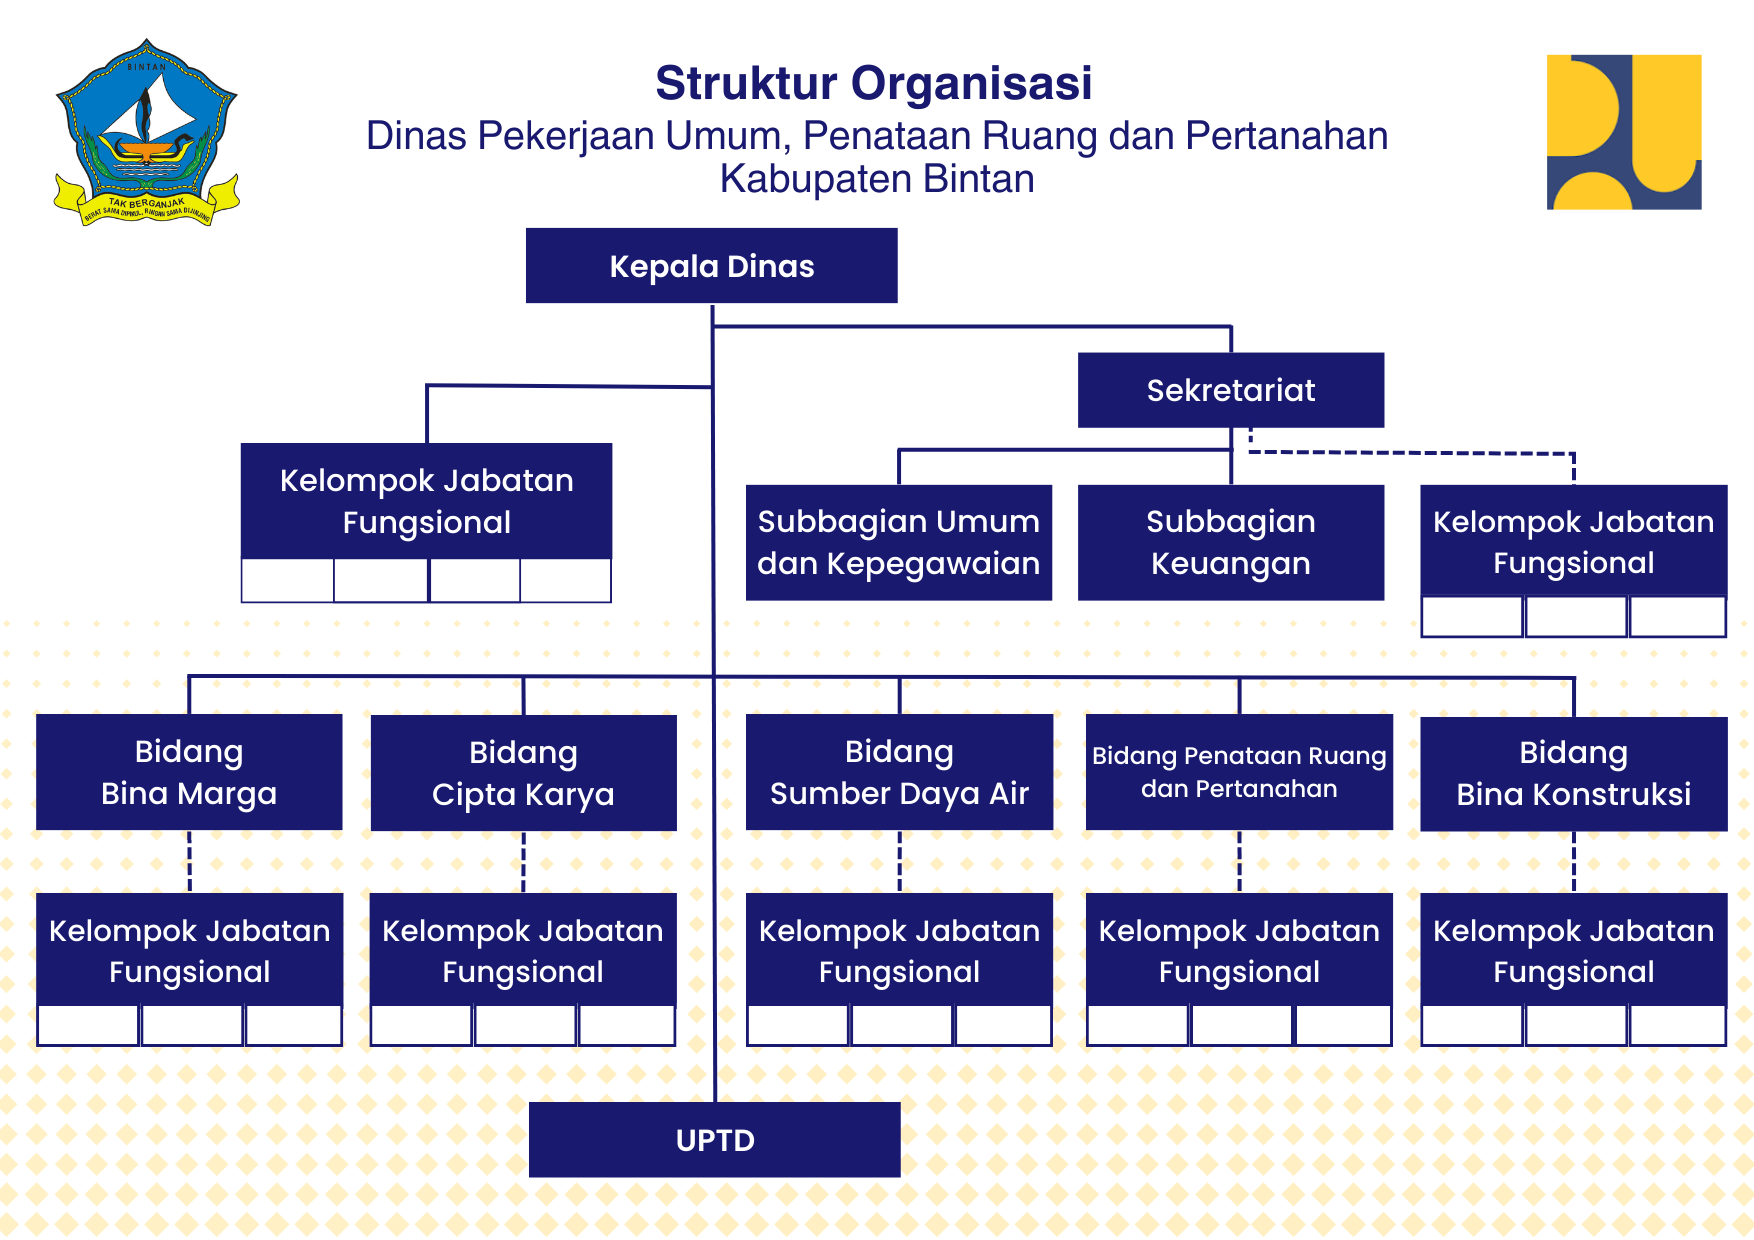 BINTAN
TAK BERGANJAK
BERAT SAMA DIPIKUL, RINGAN SAMA DIJINJING
Struktur Organisasi
Dinas Pekerjaan Umum, Penataan Ruang dan Pertanahan
Kabupaten Bintan
Kepala Dinas
Sekretariat
Kelompok Jabatan
Fungsional
Subbagian Umum
dan Kepegawaian
Subbagian
Keuangan
Kelompok Jabatan
Fungsional
Bidang
Bina Marga
Bidang
Cipta Karya
Bidang
Sumber Daya Air
Bidang Penataan Ruang
dan Pertanahan
Bidang
Bina Konstruksi
Kelompok Jabatan
Fungsional
Kelompok Jabatan
Fungsional
Kelompok Jabatan
Fungsional
Kelompok Jabatan
Fungsional
Kelompok Jabatan
Fungsional
UPTD